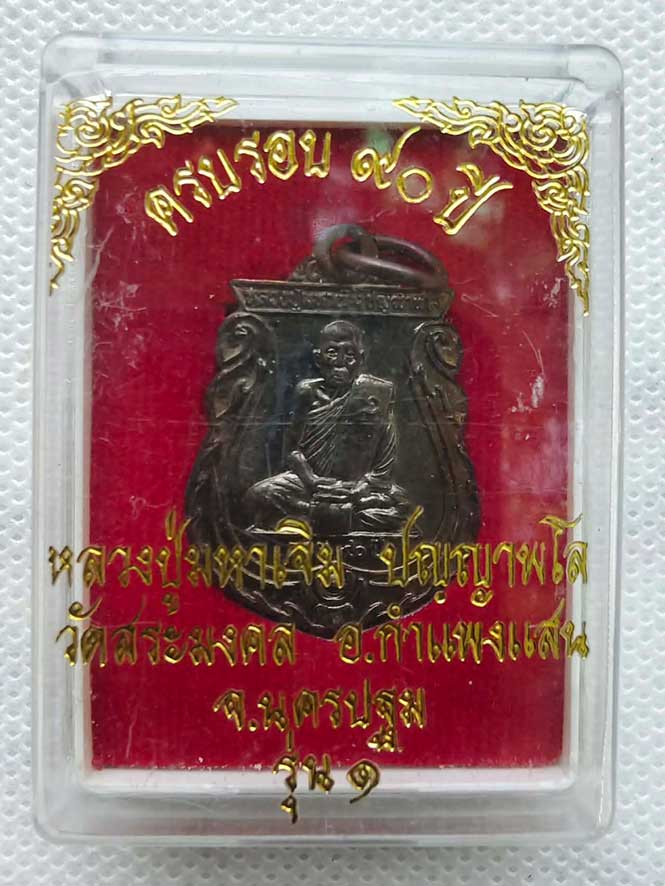 ครบรอบ ๙๐ ปี
หลวงปู่มหาเจิม ปญฺญาพโล
วัดสระมงคล อ.กำแพงแสน
จ.นครปฐม
รุ่น ๑